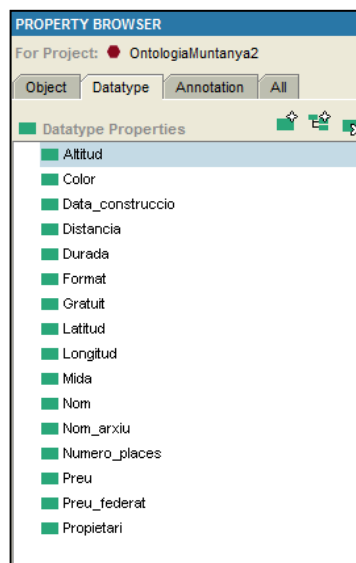 PROPERTY BROWSER
For Project: OntologiaMuntanya2
Object Datatype Annotation All
Datatype Properties
Altitud
Color
Data_construccio
Distancia
Durada
Format
Gratuit
Latitud
Longitud
Mida
Nom
Nom_arxiu
Numero_places
Preu
Preu_federat
Propietari